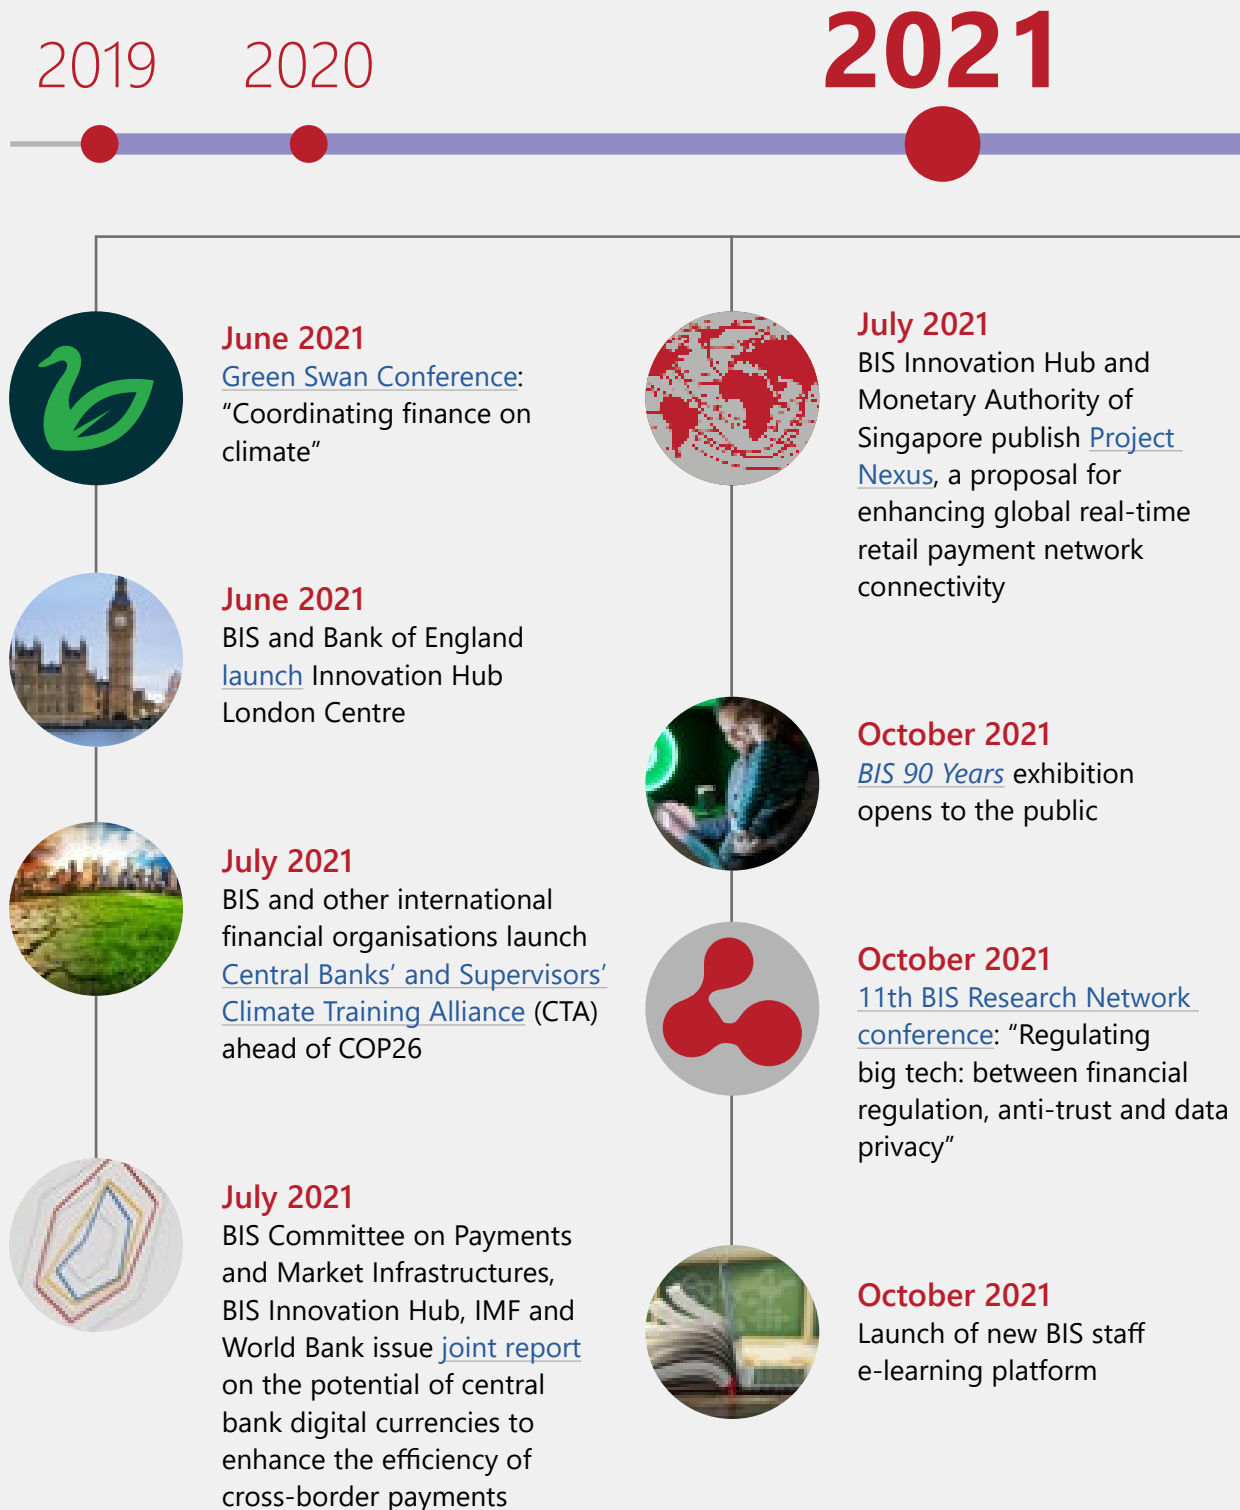 2019
2020
2021
June 2021
Green Swan Conference:
“Coordinating finance on
climate”
June 2021
BIS and Bank of England
launch Innovation Hub
London Centre
July 2021
BIS and other international
financial organisations launch
Central Banks’ and Supervisors’
Climate Training Alliance (CTA)
ahead of COP26
July 2021
BIS Committee on Payments
and Market Infrastructures,
BIS Innovation Hub, IMF and
World Bank issue joint report
on the potential of central
bank digital currencies to
enhance the efficiency of
cross-border payments
July 2021
BIS Innovation Hub and
Monetary Authority of
Singapore publish Project
Nexus, a proposal for
enhancing global real-time
retail payment network
connectivity
October 2021
BIS 90 Years exhibition
opens to the public
October 2021
11th BIS Research Network
conference: “Regulating
big tech: between financial
regulation, anti-trust and data
privacy”
October 2021
Launch of new BIS staff
e-learning platform